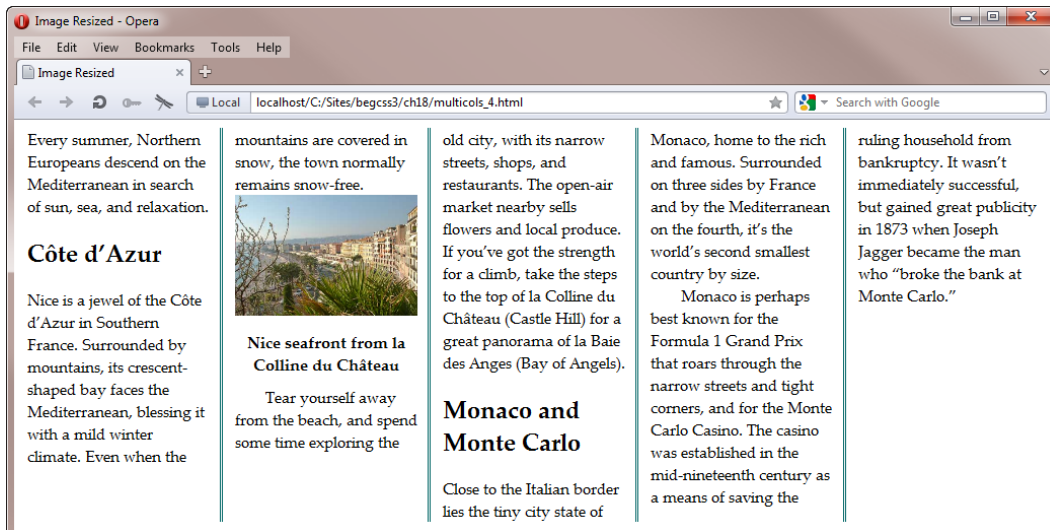 Image Resized - Opera
File Edit View Bookmarks Tools Help
Image Resized
Local localhost/C:/Sites/begcss3/ch18/multicols_4.html Search with Google
Every summer, Northern
Europeans descend on the
Mediterranean in search
of sun, sea, and relaxation.
Côte d’Azur
Nice is a jewel of the Côte
d’Azur in Southern
France. Surrounded by
mountains, its crescent-
shaped bay faces the
Mediterranean, blessing it
with a mild winter
climate. Even when the
mountains are covered in
snow, the town normally
remains snow-free.
Nice seafront from la
Colline du Château
Tear yourself away
from the beach, and spend
some time exploring the
old city, with its narrow
streets, shops, and
restaurants. The open-air
market nearby sells
flowers and local produce.
If you’ve got the strength
for a climb, take the steps
to the top of la Colline du
Château (Castle Hill) for a
great panorama of la Baie
des Anges (Bay of Angels).
Monaco and
Monte Carlo
Close to the Italian border
lies the tiny city state of
Monaco, home to the rich
and famous. Surrounded
on three sides by France
and by the Mediterranean
on the fourth, it’s the
world’s second smallest
country by size.
Monaco is perhaps
best known for the
Formula 1 Grand Prix
that roars through the
narrow streets and tight
corners, and for the Monte
Carlo Casino. The casino
was established in the
mid-nineteenth century as
a means of saving the
ruling household from
bankruptcy. It wasn’t
immediately successful,
but gained great publicity
in 1873 when Joseph
Jagger became the man
who “broke the bank at
Monte Carlo.”